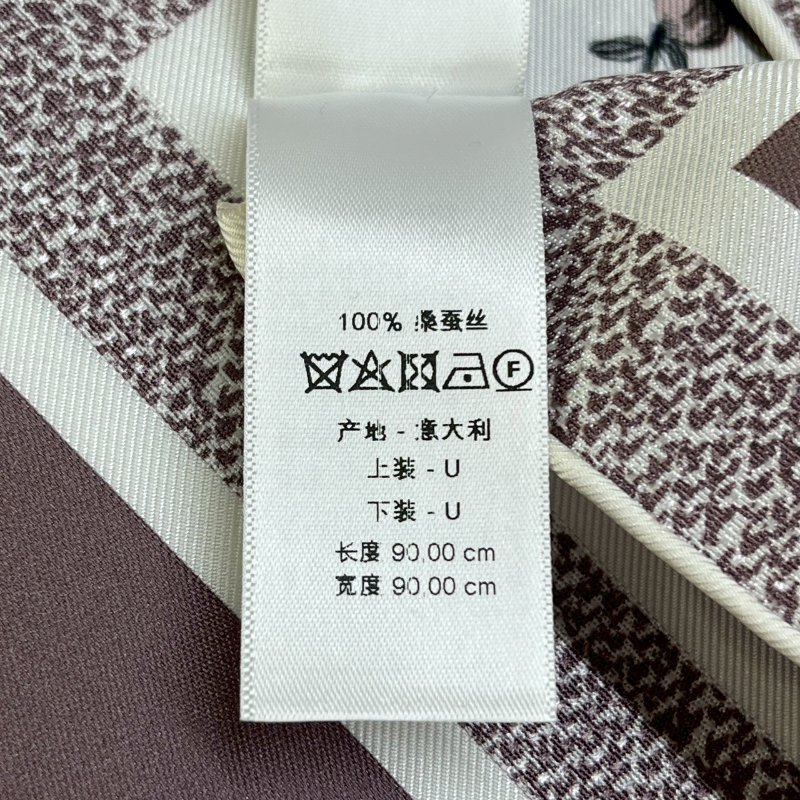 100% 桑蚕丝
F
产地 - 意大利
上装 - U
下装 - U
长度 90.00 cm
宽度 90.00 cm